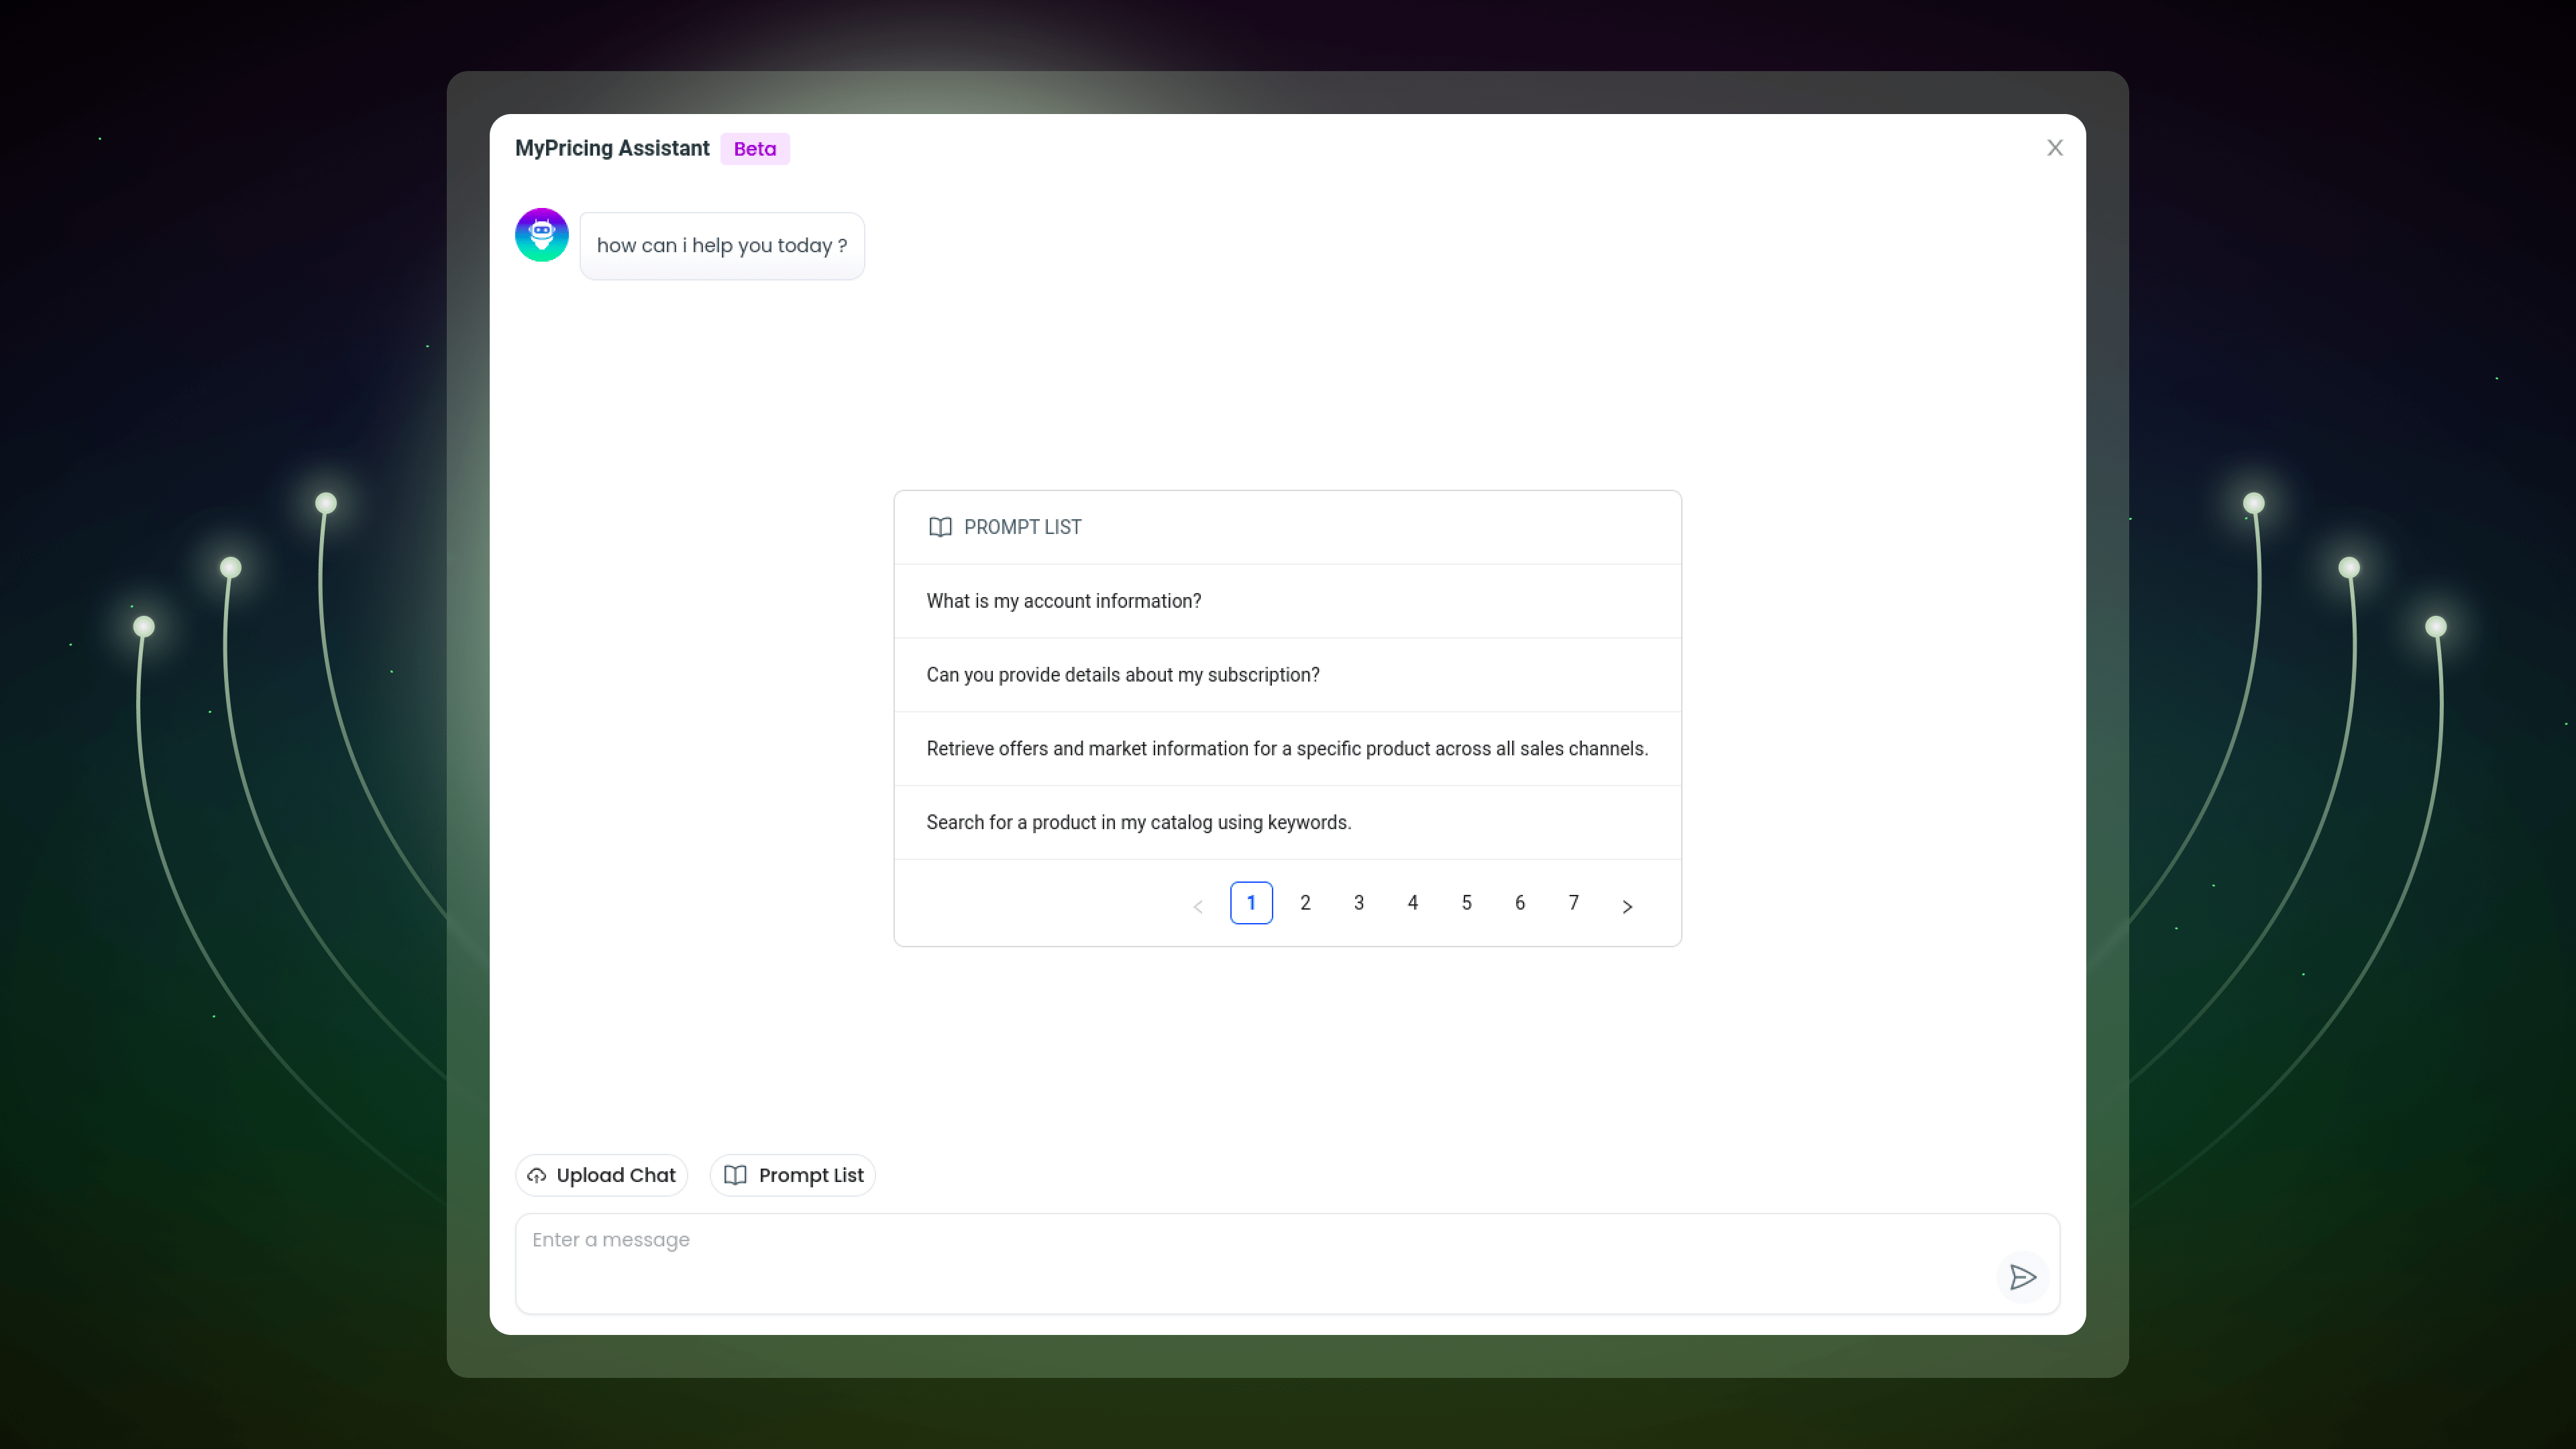 MyPricing Assistant Beta
how can i help you today ?
PROMPT LIST
What is my account information?
Can you provide details about my subscription?
Retrieve offers and market information for a specific product across all sales channels.
Search for a product in my catalog using keywords.
< 1 2 3 4 5 6 7 >
Upload Chat Prompt List
Enter a message